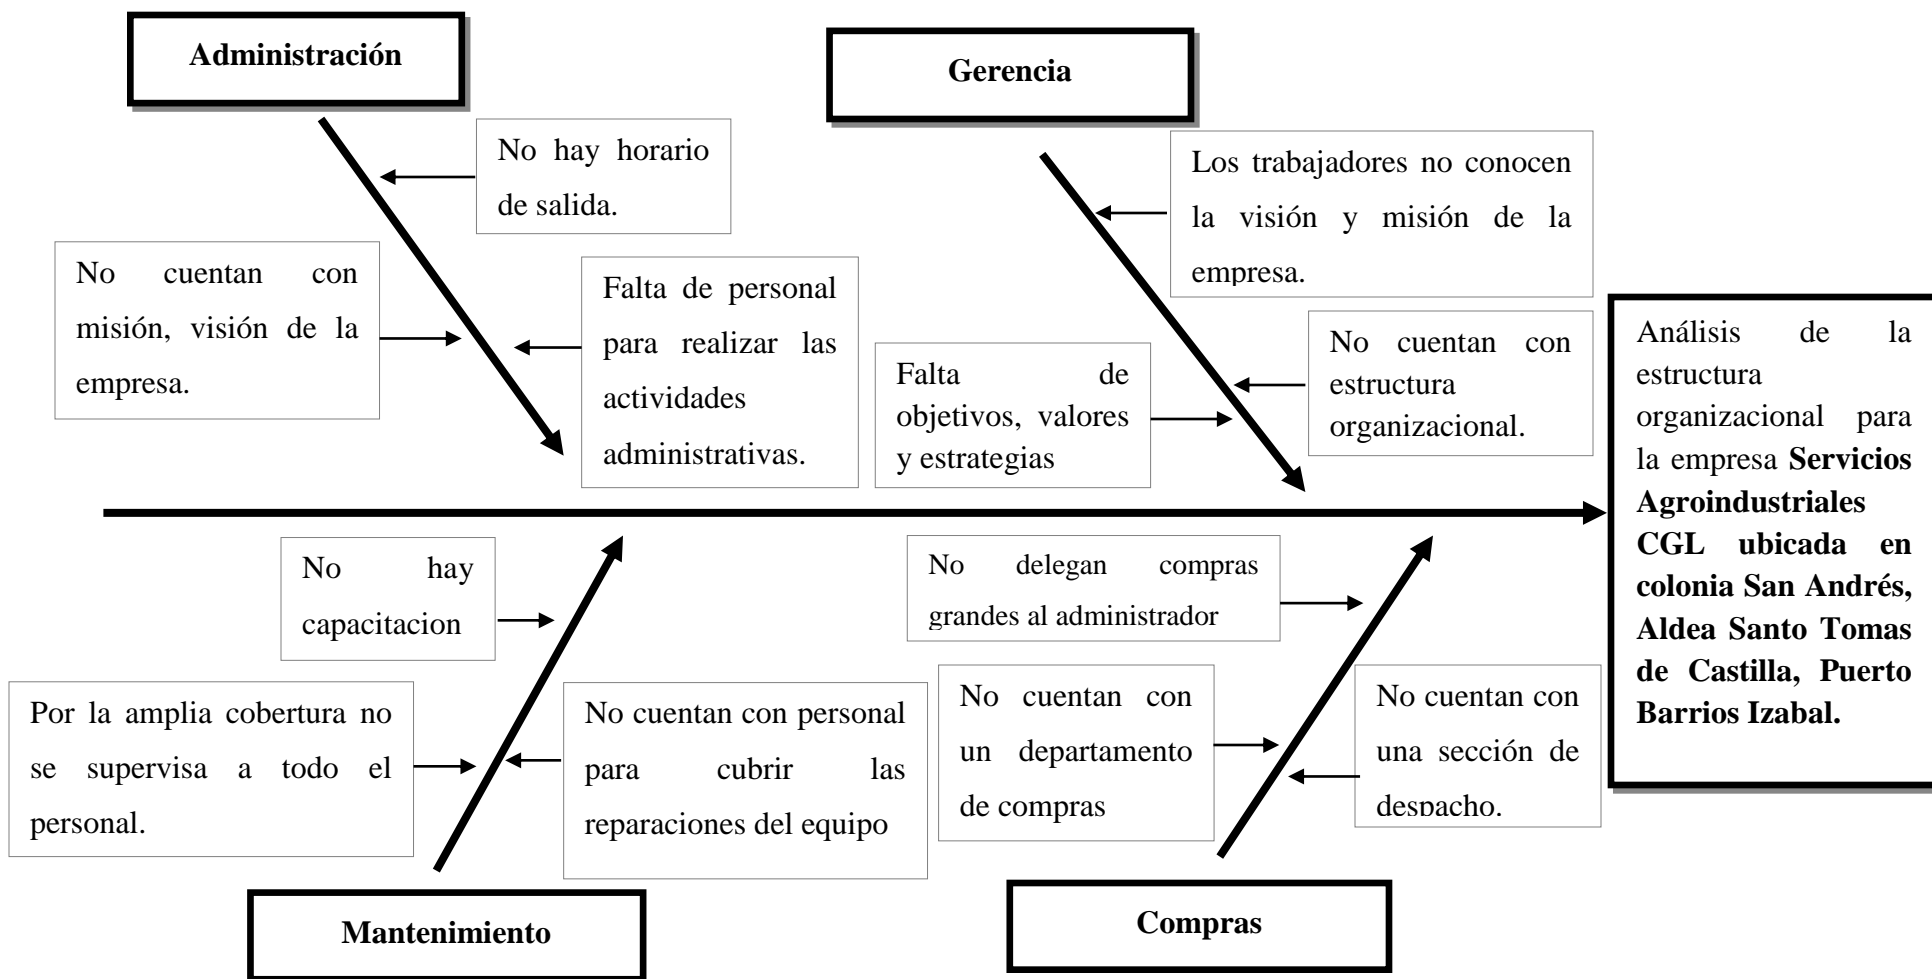 Administración
Gerencia
No hay horario
de salida.
Los trabajadores no conocen
la visión y misión de la
empresa.
No cuentan con
misión, visión de la
empresa.
Falta de personal
para realizar las
actividades
administrativas.
Falta de
objetivos, valores
y estrategias
No cuentan con
estructura
organizacional.
Análisis de la
estructura
organizacional para
la empresa Servicios
Agroindustriales
CGL ubicada en
colonia San Andrés,
Aldea Santo Tomas
de Castilla, Puerto
Barrios Izabal.
No hay
capacitacion
No delegan compras
grandes al administrador
Por la amplia cobertura no
se supervisa a todo el
personal.
No cuentan con personal
para cubrir las
reparaciones del equipo
No cuentan con
un departamento
de compras
No cuentan con
una sección de
despacho.
Mantenimiento
Compras